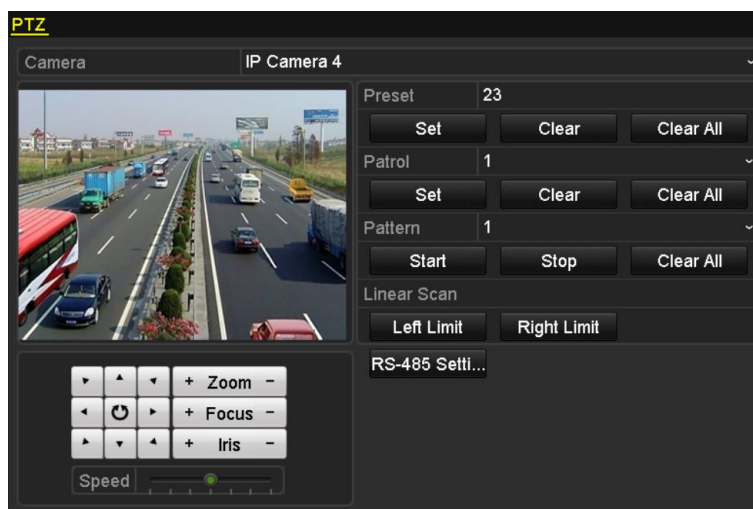 PTZ
Camera IP Camera 4
Preset 23
Set Clear Clear All
Patrol 1
Set Clear Clear All
Pattern 1
Start Stop Clear All
Linear Scan
Left Limit Right Limit
RS-485 Setti...
+ Zoom -
+ Focus -
+ Iris -
Speed